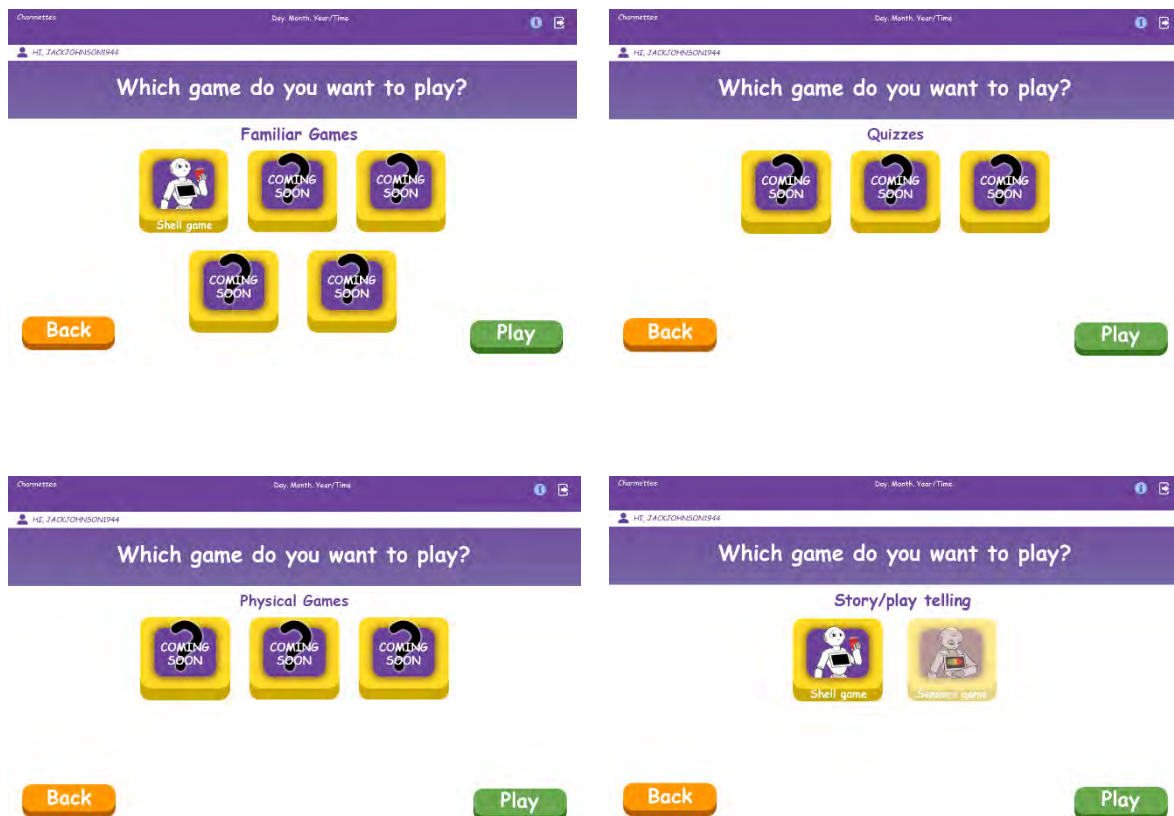 Charmettes
Day. Month. Year/Time
HI, JACKJOHNSON1944
Which game do you want to play?
Familiar Games
Shell game
COMING
SOON
COMING
SOON
COMING
SOON
COMING
SOON
Back
Play
Charmettes
Day. Month. Year/Time
HI, JACKJOHNSON1944
Which game do you want to play?
Quizzes
COMING
SOON
COMING
SOON
COMING
SOON
Back
Play
Charmettes
Day. Month. Year/Time
HI, JACKJOHNSON1944
Which game do you want to play?
Physical Games
COMING
SOON
COMING
SOON
COMING
SOON
Back
Play
Charmettes
Day. Month. Year/Time
HI, JACKJOHNSON1944
Which game do you want to play?
Story/play telling
Shell game
Sensors game
Back
Play